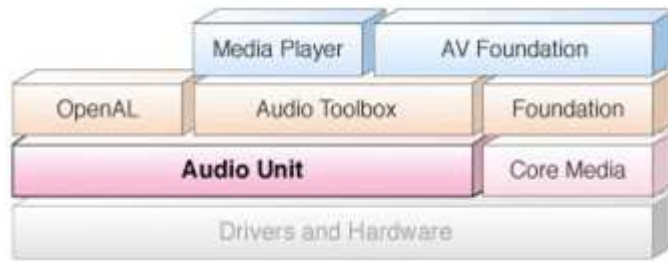 Media Player AV Foundation
OpenAL Audio Toolbox Foundation
Audio Unit Core Media
Drivers and Hardware